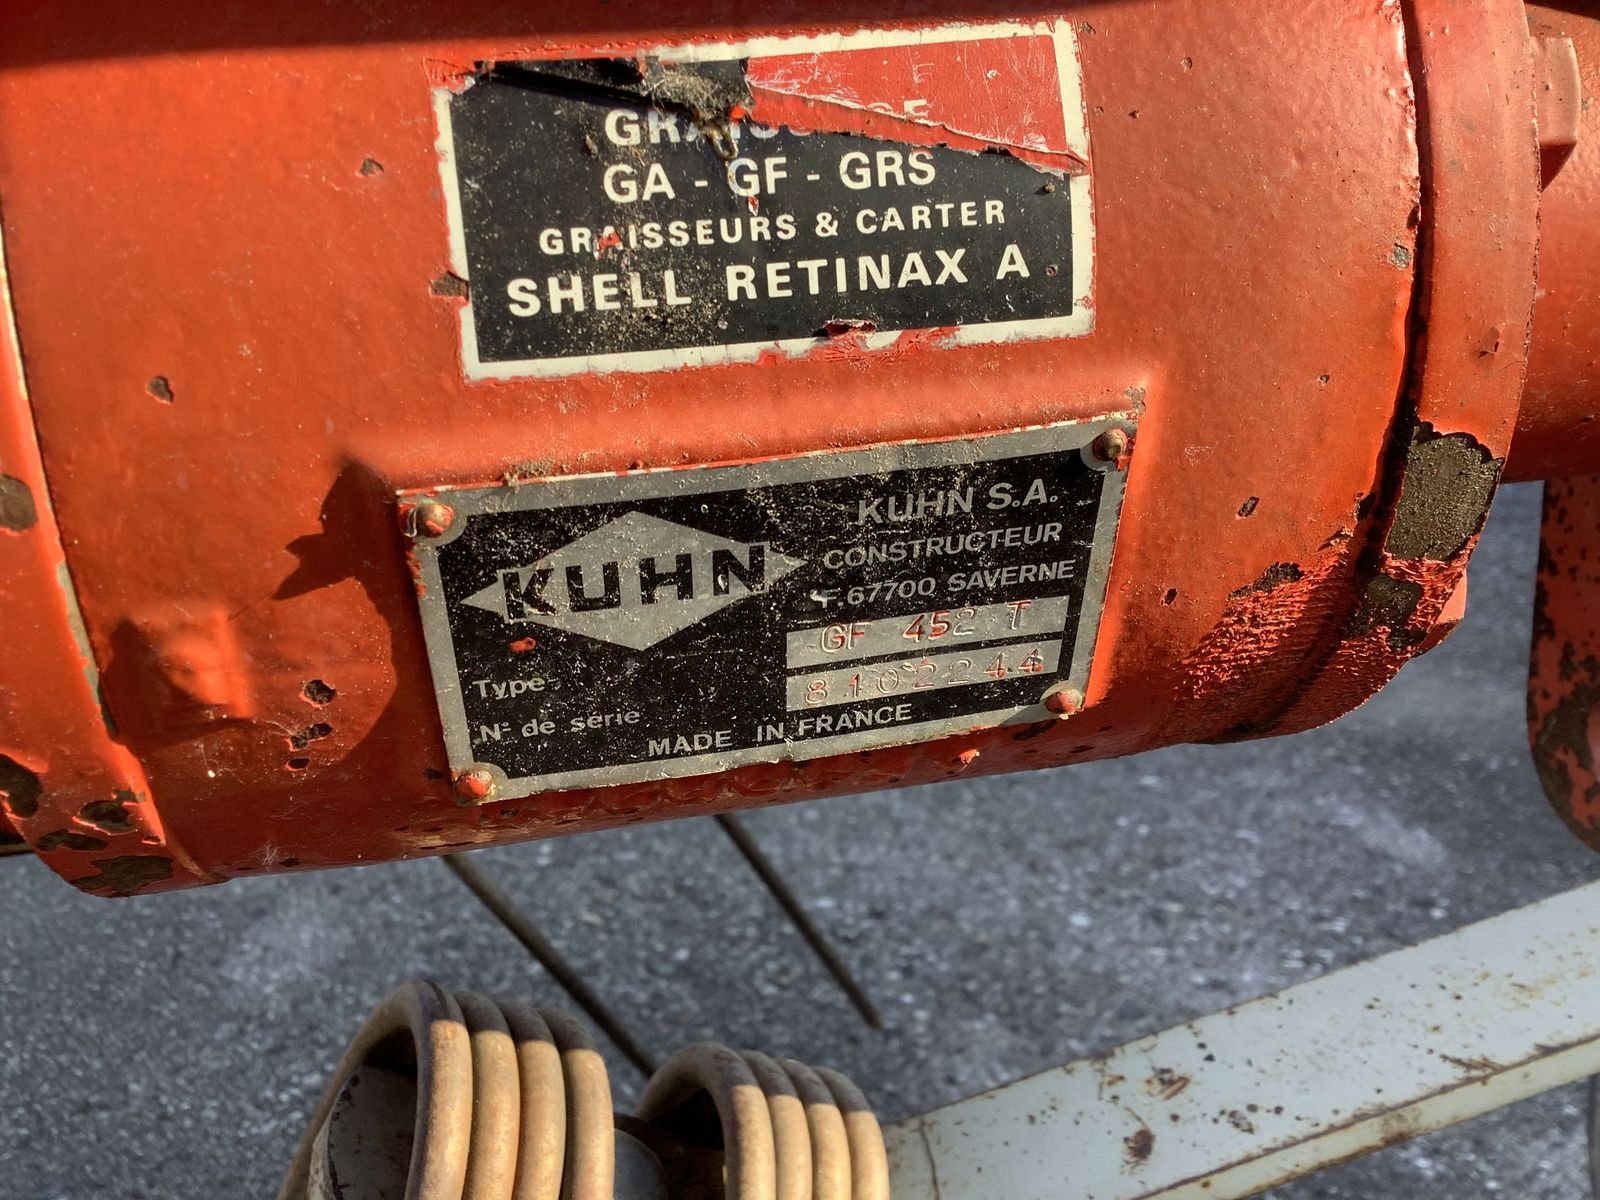 GA - GF - GRS
GRAISSEURS & CARTER
SHELL RETINAX A
KUHN
KUHN S.A.
CONSTRUCTEUR
F.67700 SAVERNE
Type GF 452 T
N° de série 8102244
MADE IN FRANCE